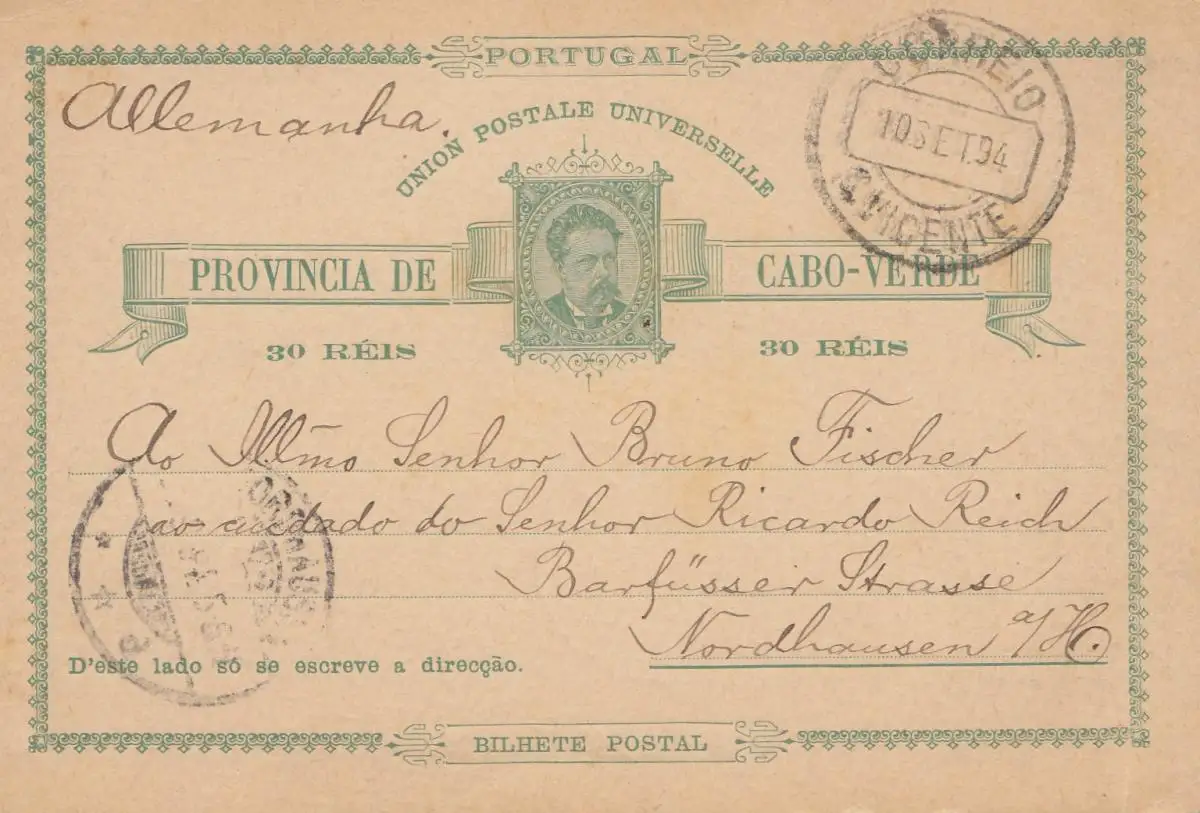 PORTUGAL
Allemanha.
UNION POSTALE UNIVERSELLE
CORREIO
10 SET. 94
S. VICENTE
PROVINCIA DE CABO-VERDE
30 RÉIS 30 RÉIS
Ao Illmo Senhor Bruno Fischer
ao cuidado do Senhor Ricardo Reich
Barfüsser Strasse
Nordhausen a/H.
D'este lado só se escreve a direcção.
BILHETE POSTAL